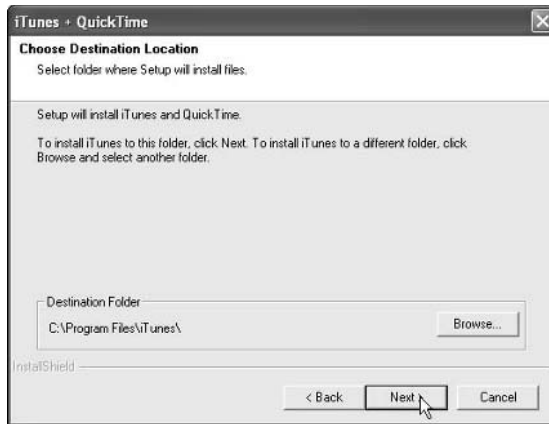 iTunes + QuickTime
Choose Destination Location
Select folder where Setup will install files.
Setup will install iTunes and QuickTime.
To install iTunes to this folder, click Next. To install iTunes to a different folder, click
Browse and select another folder.
Destination Folder
C:\Program Files\iTunes\
Browse...
InstallShield
< Back
Next >
Cancel